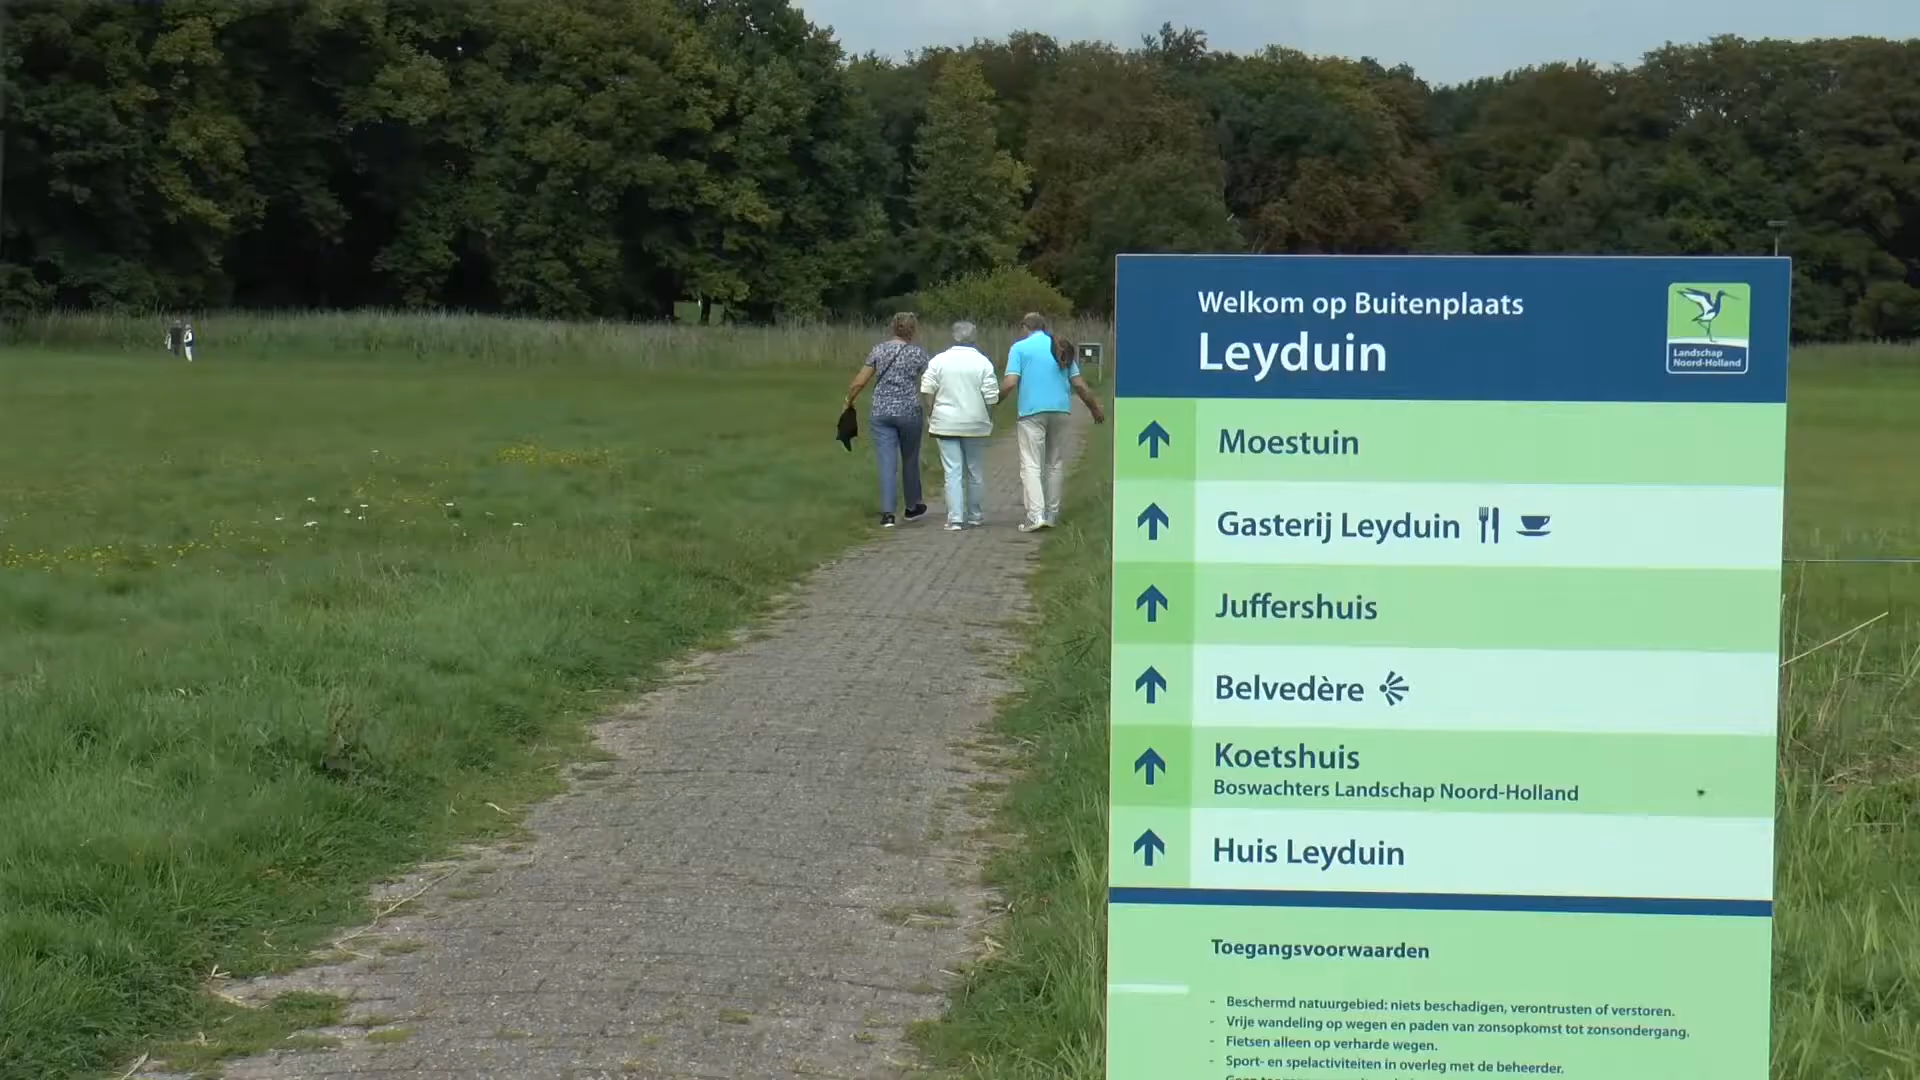 Welkom op Buitenplaats
Leyduin
Landschap
Noord-Holland
Moestuin
Gasterij Leyduin
Juffershuis
Belvedère
Koetshuis
Boswachters Landschap Noord-Holland
Huis Leyduin
Toegangsvoorwaarden
- Beschermd natuurgebied: niets beschadigen, verontrusten of verstoren.
- Vrije wandeling op wegen en paden van zonsopkomst tot zonsondergang.
- Fietsen alleen op verharde wegen.
- Sport- en spelactiviteiten in overleg met de beheerder.